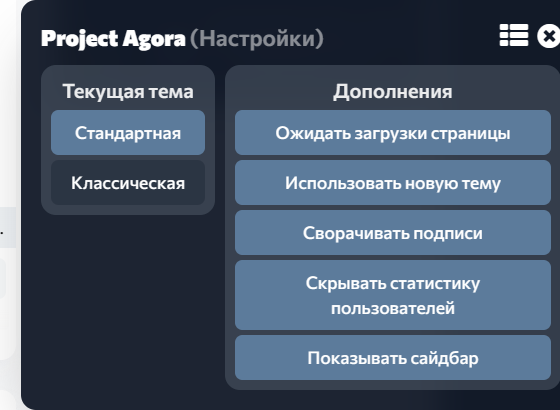 Project Agora (Настройки)
Текущая тема
Стандартная
Классическая
Дополнения
Ожидать загрузки страницы
Использовать новую тему
Сворачивать подписи
Скрывать статистику
пользователей
Показывать сайдбар